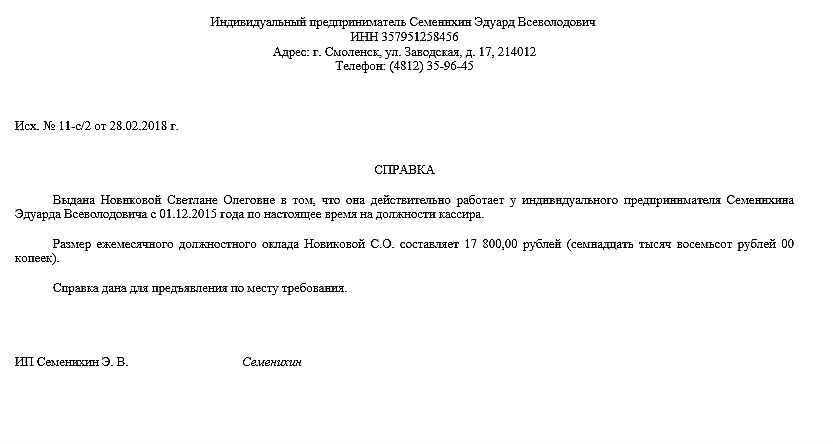 Индивидуальный предприниматель Семенихин Эдуард Всеволодович
ИНН 357951258456
Адрес: г. Смоленск, ул. Заводская, д. 17, 214012
Телефон: (4812) 35-96-45
Исх. № 11-с/2 от 28.02.2018 г.
СПРАВКА
Выдана Новиковой Светлане Олеговне в том, что она действительно работает у индивидуального предпринимателя Семенихина
Эдуарда Всеволодовича с 01.12.2015 года по настоящее время на должности кассира.
Размер ежемесячного должностного оклада Новиковой С.О. составляет 17 800,00 рублей (семнадцать тысяч восемьсот рублей 00
копеек).
Справка дана для предъявления по месту требования.
ИП Семенихин Э. В. Семенихин